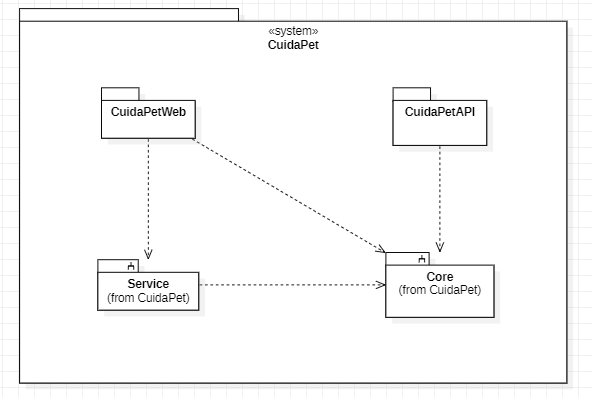 «system»
CuidaPet
CuidaPetWeb
CuidaPetAPI
Service
(from CuidaPet)
Core
(from CuidaPet)